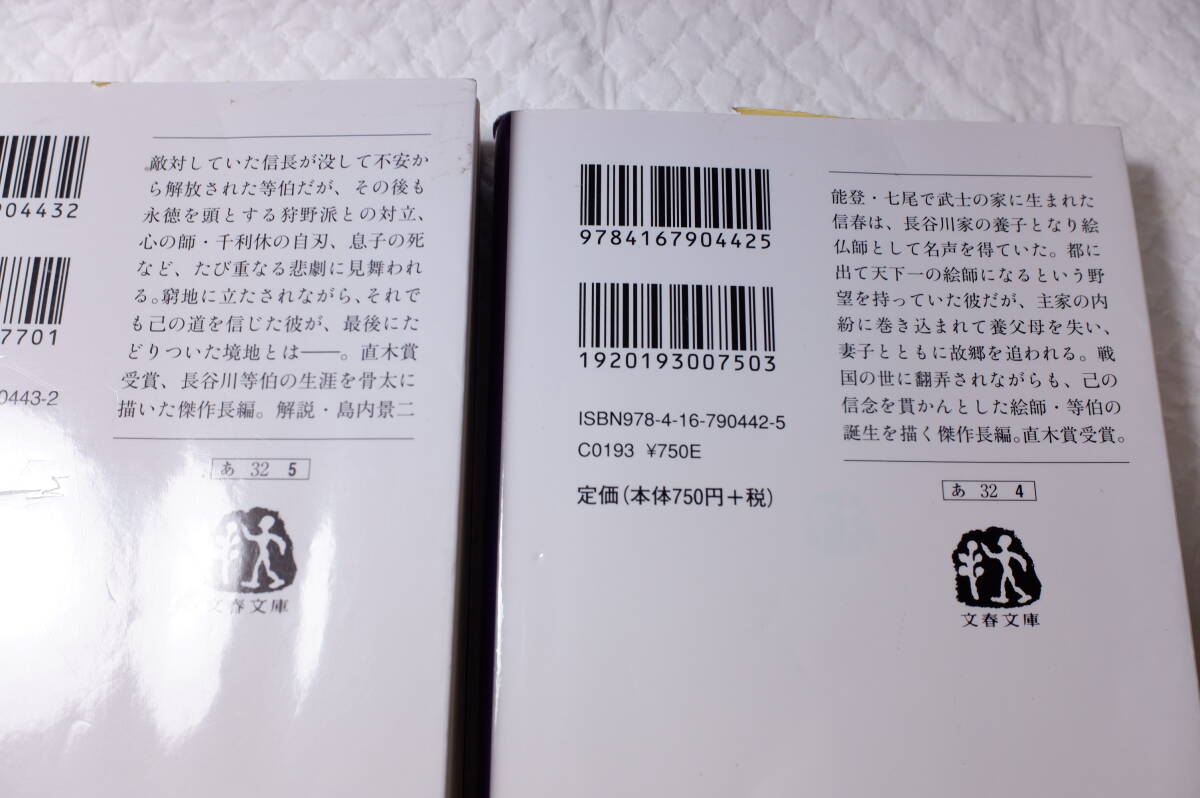 904432
7701
0443-2
敵対していた信長が没して不安か
ら解放された等伯だが、その後も
永徳を頭とする狩野派との対立、
心の師・千利休の自刃、息子の死
など、たび重なる悲劇に見舞われ
る。窮地に立たされながら、それで
も己の道を信じた彼が、最後にた
どりついた境地とは――。直木賞
受賞、長谷川等伯の生涯を骨太に
描いた傑作長編。解説・島内景二
あ 32 5
文春文庫
9784167904425
1920193007503
ISBN978-4-16-790442-5
C0193 ¥750E
定価(本体750円+税)
能登・七尾で武士の家に生まれた
信春は、長谷川家の養子となり絵
仏師として名声を得ていた。都に
出て天下一の絵師になるという野
望を持っていた彼だが、主家の内
紛に巻き込まれて養父母を失い、
妻子とともに故郷を追われる。戦
国の世に翻弄されながらも、己の
信念を貫かんとした絵師・等伯の
誕生を描く傑作長編。直木賞受賞。
あ 32 4
文春文庫